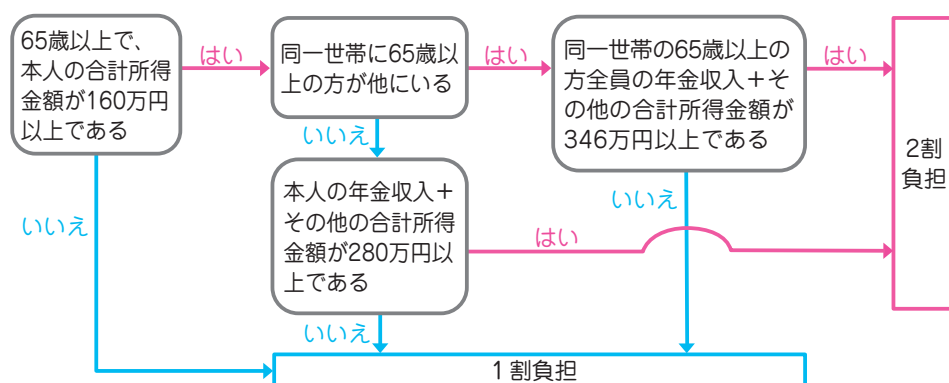 65歳以上で、
本人の合計所得
金額が160万円
以上である
はい
同一世帯に65歳以
上の方が他にいる
はい
同一世帯の65歳以上の
方全員の年金収入＋そ
の他の合計所得金額が
346万円以上である
はい
2割
負担
いいえ
いいえ
本人の年金収入＋
その他の合計所得
金額が280万円以
上である
はい
いいえ
いいえ
1割負担